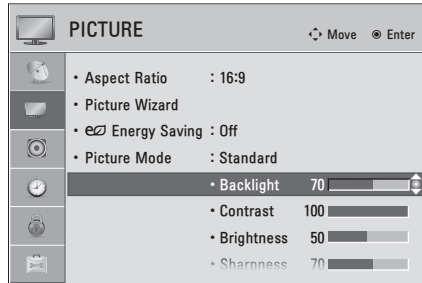 PICTURE Move Enter
• Aspect Ratio : 16:9
• Picture Wizard
• Energy Saving : Off
• Picture Mode : Standard
• Backlight 70
• Contrast 100
• Brightness 50
• Sharpness 70